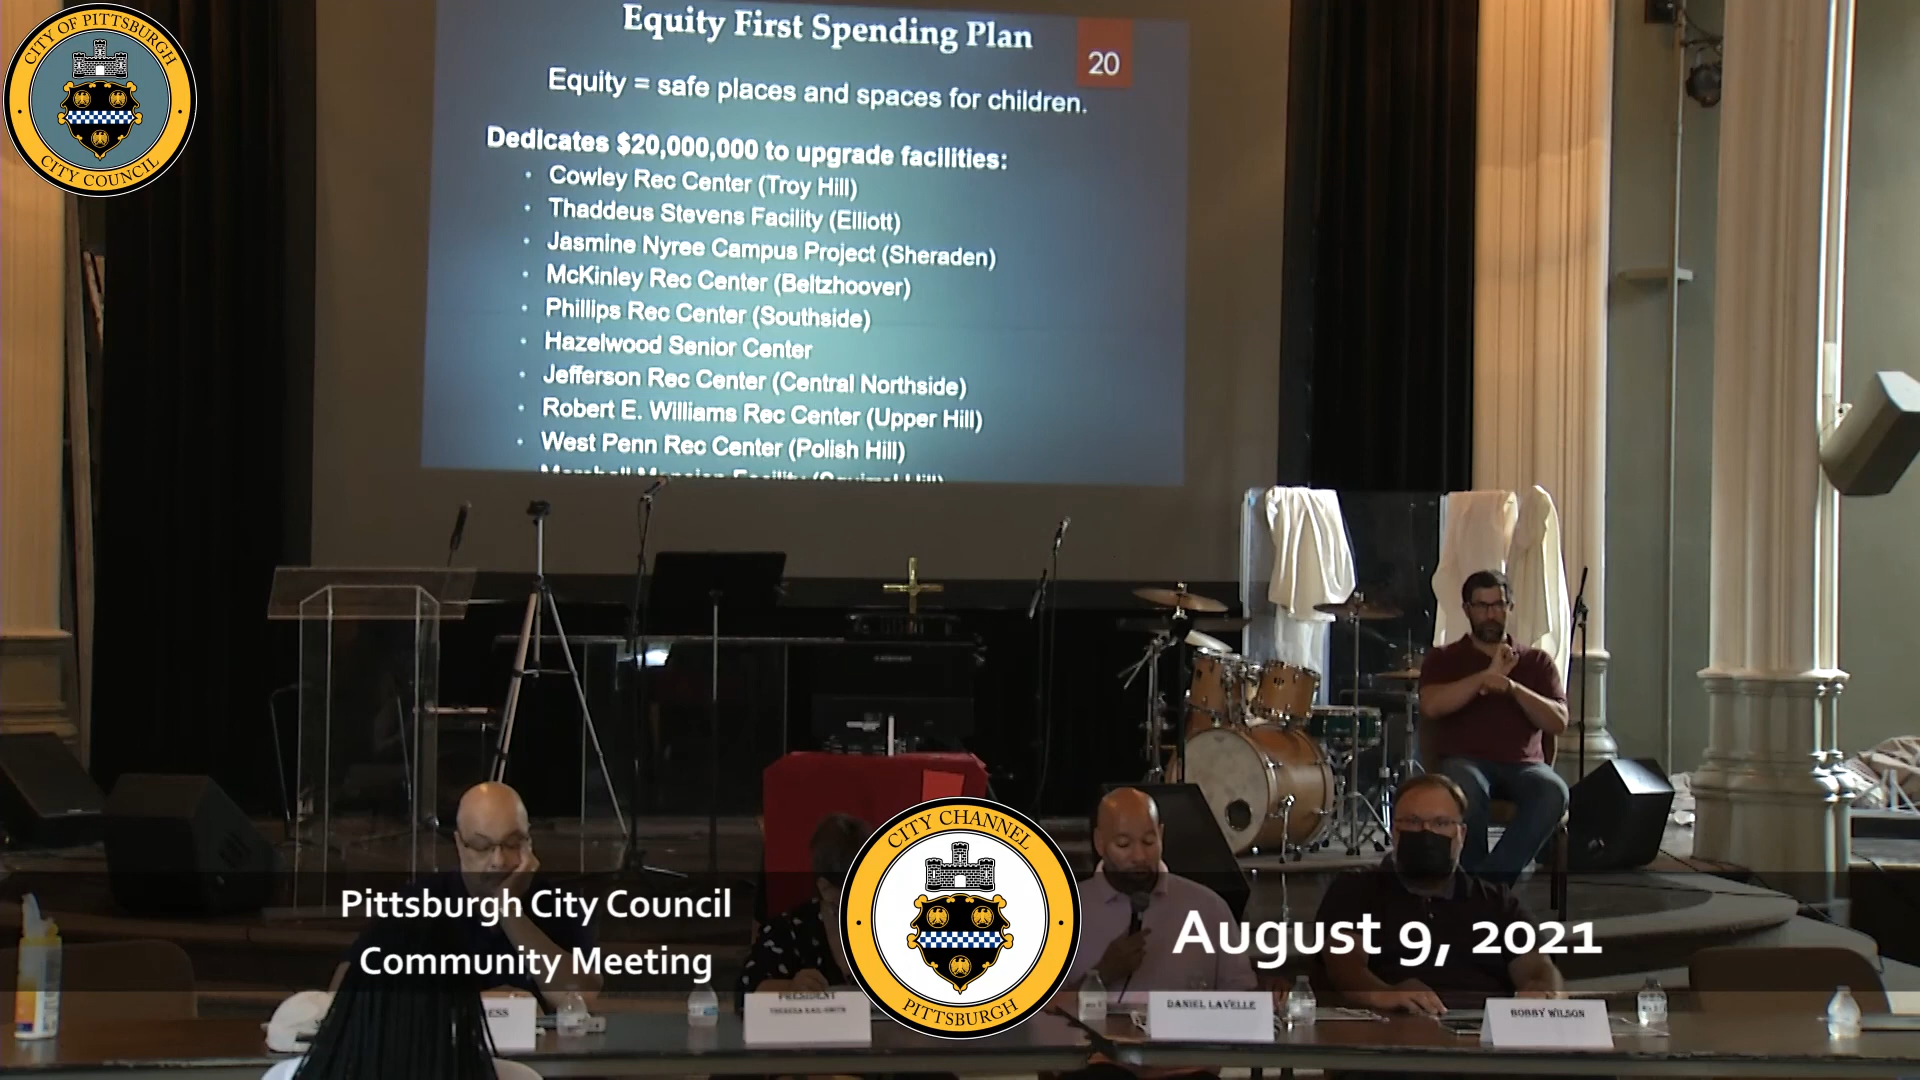 CITY OF PITTSBURGH
CITY COUNCIL
Equity First Spending Plan
20
Equity = safe places and spaces for children.
Dedicates $20,000,000 to upgrade facilities:
• Cowley Rec Center (Troy Hill)
• Thaddeus Stevens Facility (Elliott)
• Jasmine Nyree Campus Project (Sheraden)
• McKinley Rec Center (Beltzhoover)
• Phillips Rec Center (Southside)
• Hazelwood Senior Center
• Jefferson Rec Center (Central Northside)
• Robert E. Williams Rec Center (Upper Hill)
• West Penn Rec Center (Polish Hill)
Pittsburgh City Council
Community Meeting
CITY CHANNEL
PITTSBURGH
August 9, 2021
PRESIDENT
DANIEL LAVELLE
BOBBY WILSON